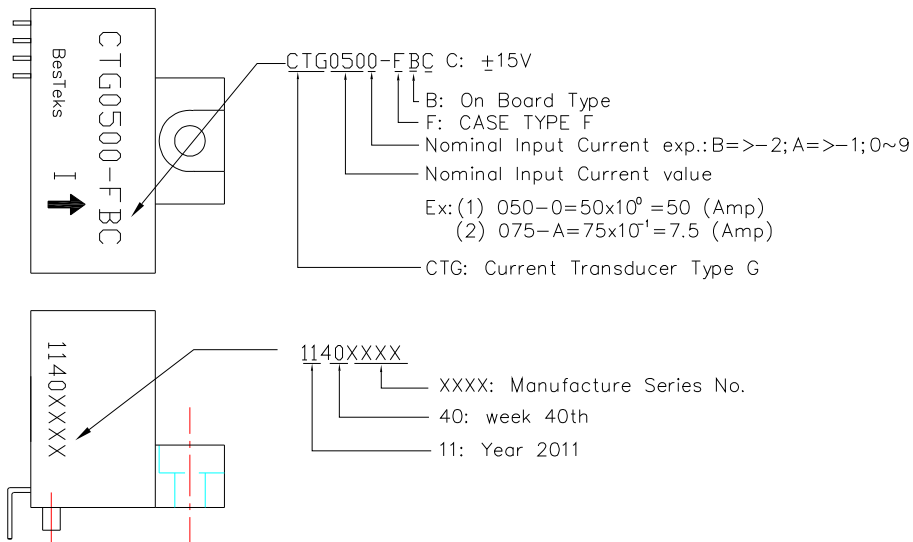 CTG0500-FBC
BesTeks
I
CTG0500-FBC C: ±15V
B: On Board Type
F: CASE TYPE F
Nominal Input Current exp.:B=>-2;A=>-1;0~9
Nominal Input Current value
Ex:(1) 050-0=50x10⁰ =50 (Amp)
(2) 075-A=75x10⁻¹=7.5 (Amp)
CTG: Current Transducer Type G
1140XXXX
1140XXXX
XXXX: Manufacture Series No.
40: week 40th
11: Year 2011